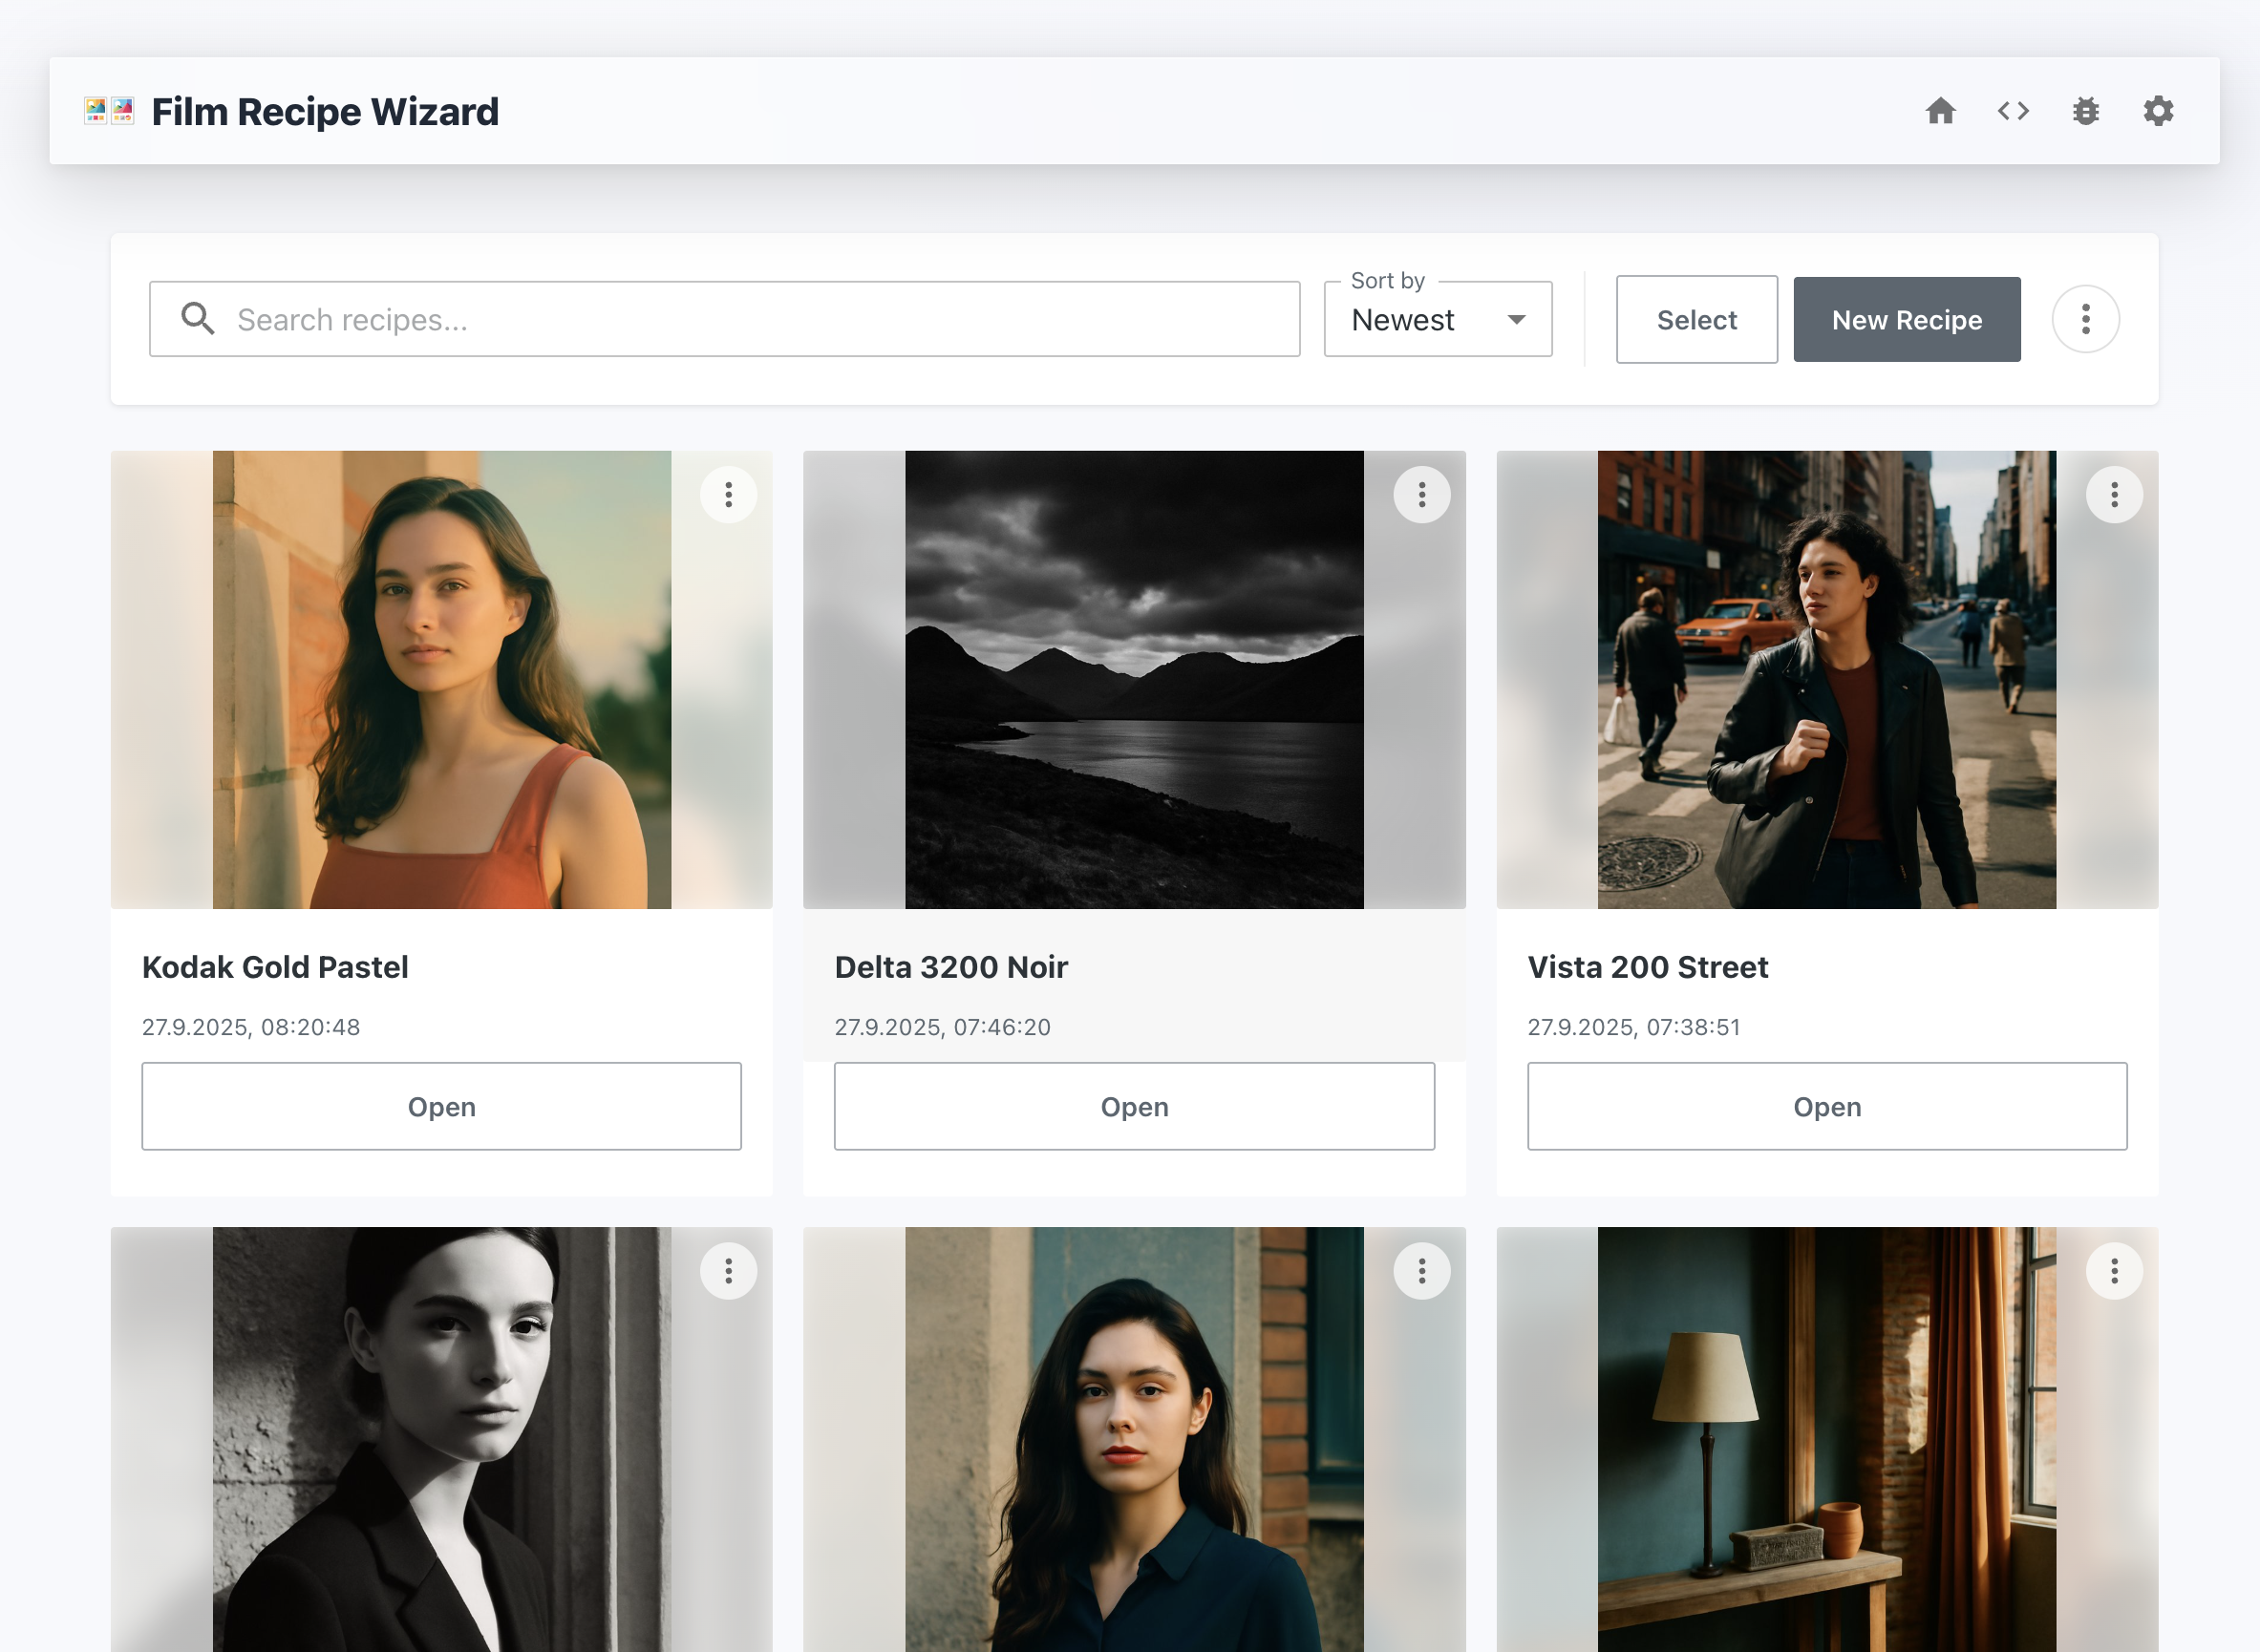 Film Recipe Wizard
Search recipes...
Sort by
Newest
Select
New Recipe
Kodak Gold Pastel
27.9.2025, 08:20:48
Open
Delta 3200 Noir
27.9.2025, 07:46:20
Open
Vista 200 Street
27.9.2025, 07:38:51
Open